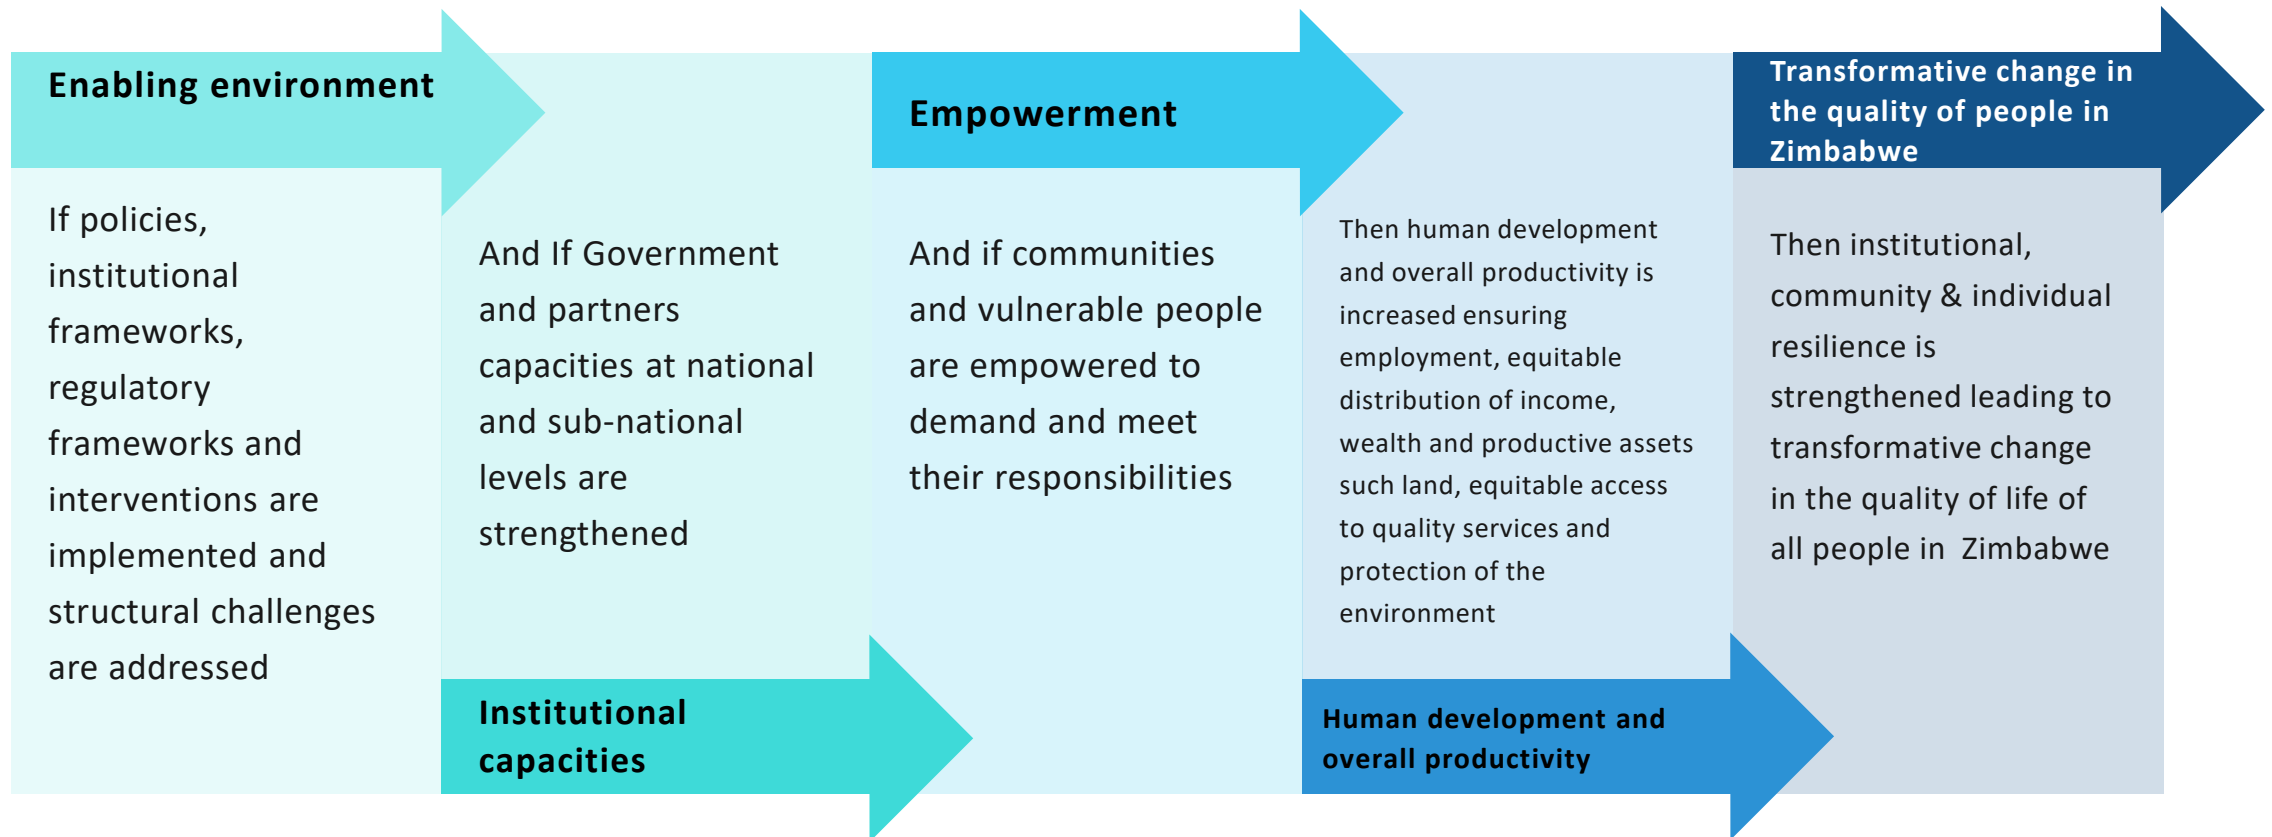 Enabling environment
If policies,
institutional
frameworks,
regulatory
frameworks and
interventions are
implemented and
structural challenges
are addressed
And If Government
and partners
capacities at national
and sub-national
levels are
strengthened
Institutional
capacities
Empowerment
And if communities
and vulnerable people
are empowered to
demand and meet
their responsibilities
Then human development
and overall productivity is
increased ensuring
employment, equitable
distribution of income,
wealth and productive assets
such land, equitable access
to quality services and
protection of the
environment
Human development and
overall productivity
Transformative change in
the quality of people in
Zimbabwe
Then institutional,
community & individual
resilience is
strengthened leading to
transformative change
in the quality of life of
all people in  Zimbabwe